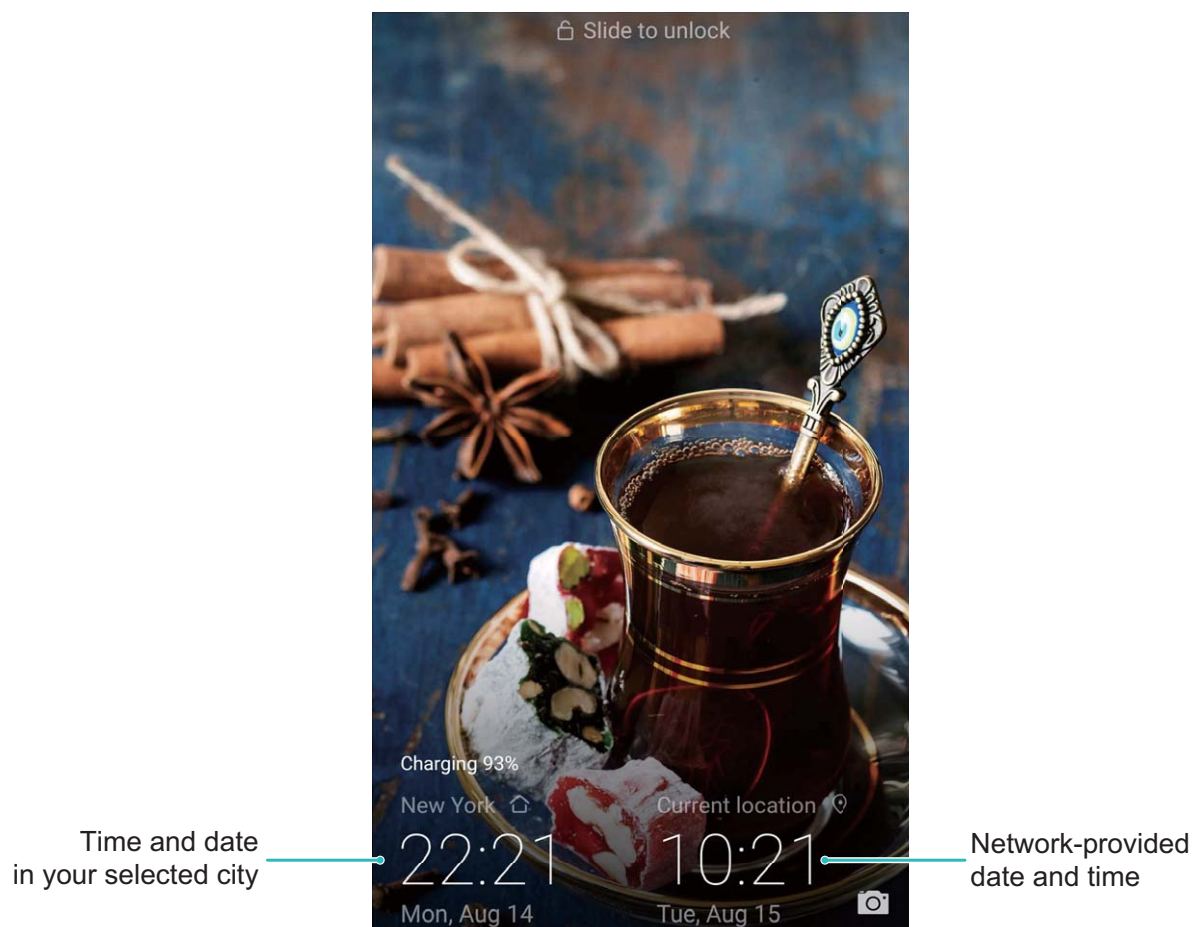 Slide to unlock
Charging 93%
New York
Current location
Time and date
in your selected city
22:21
10:21
Network-provided
date and time
Mon, Aug 14
Tue, Aug 15